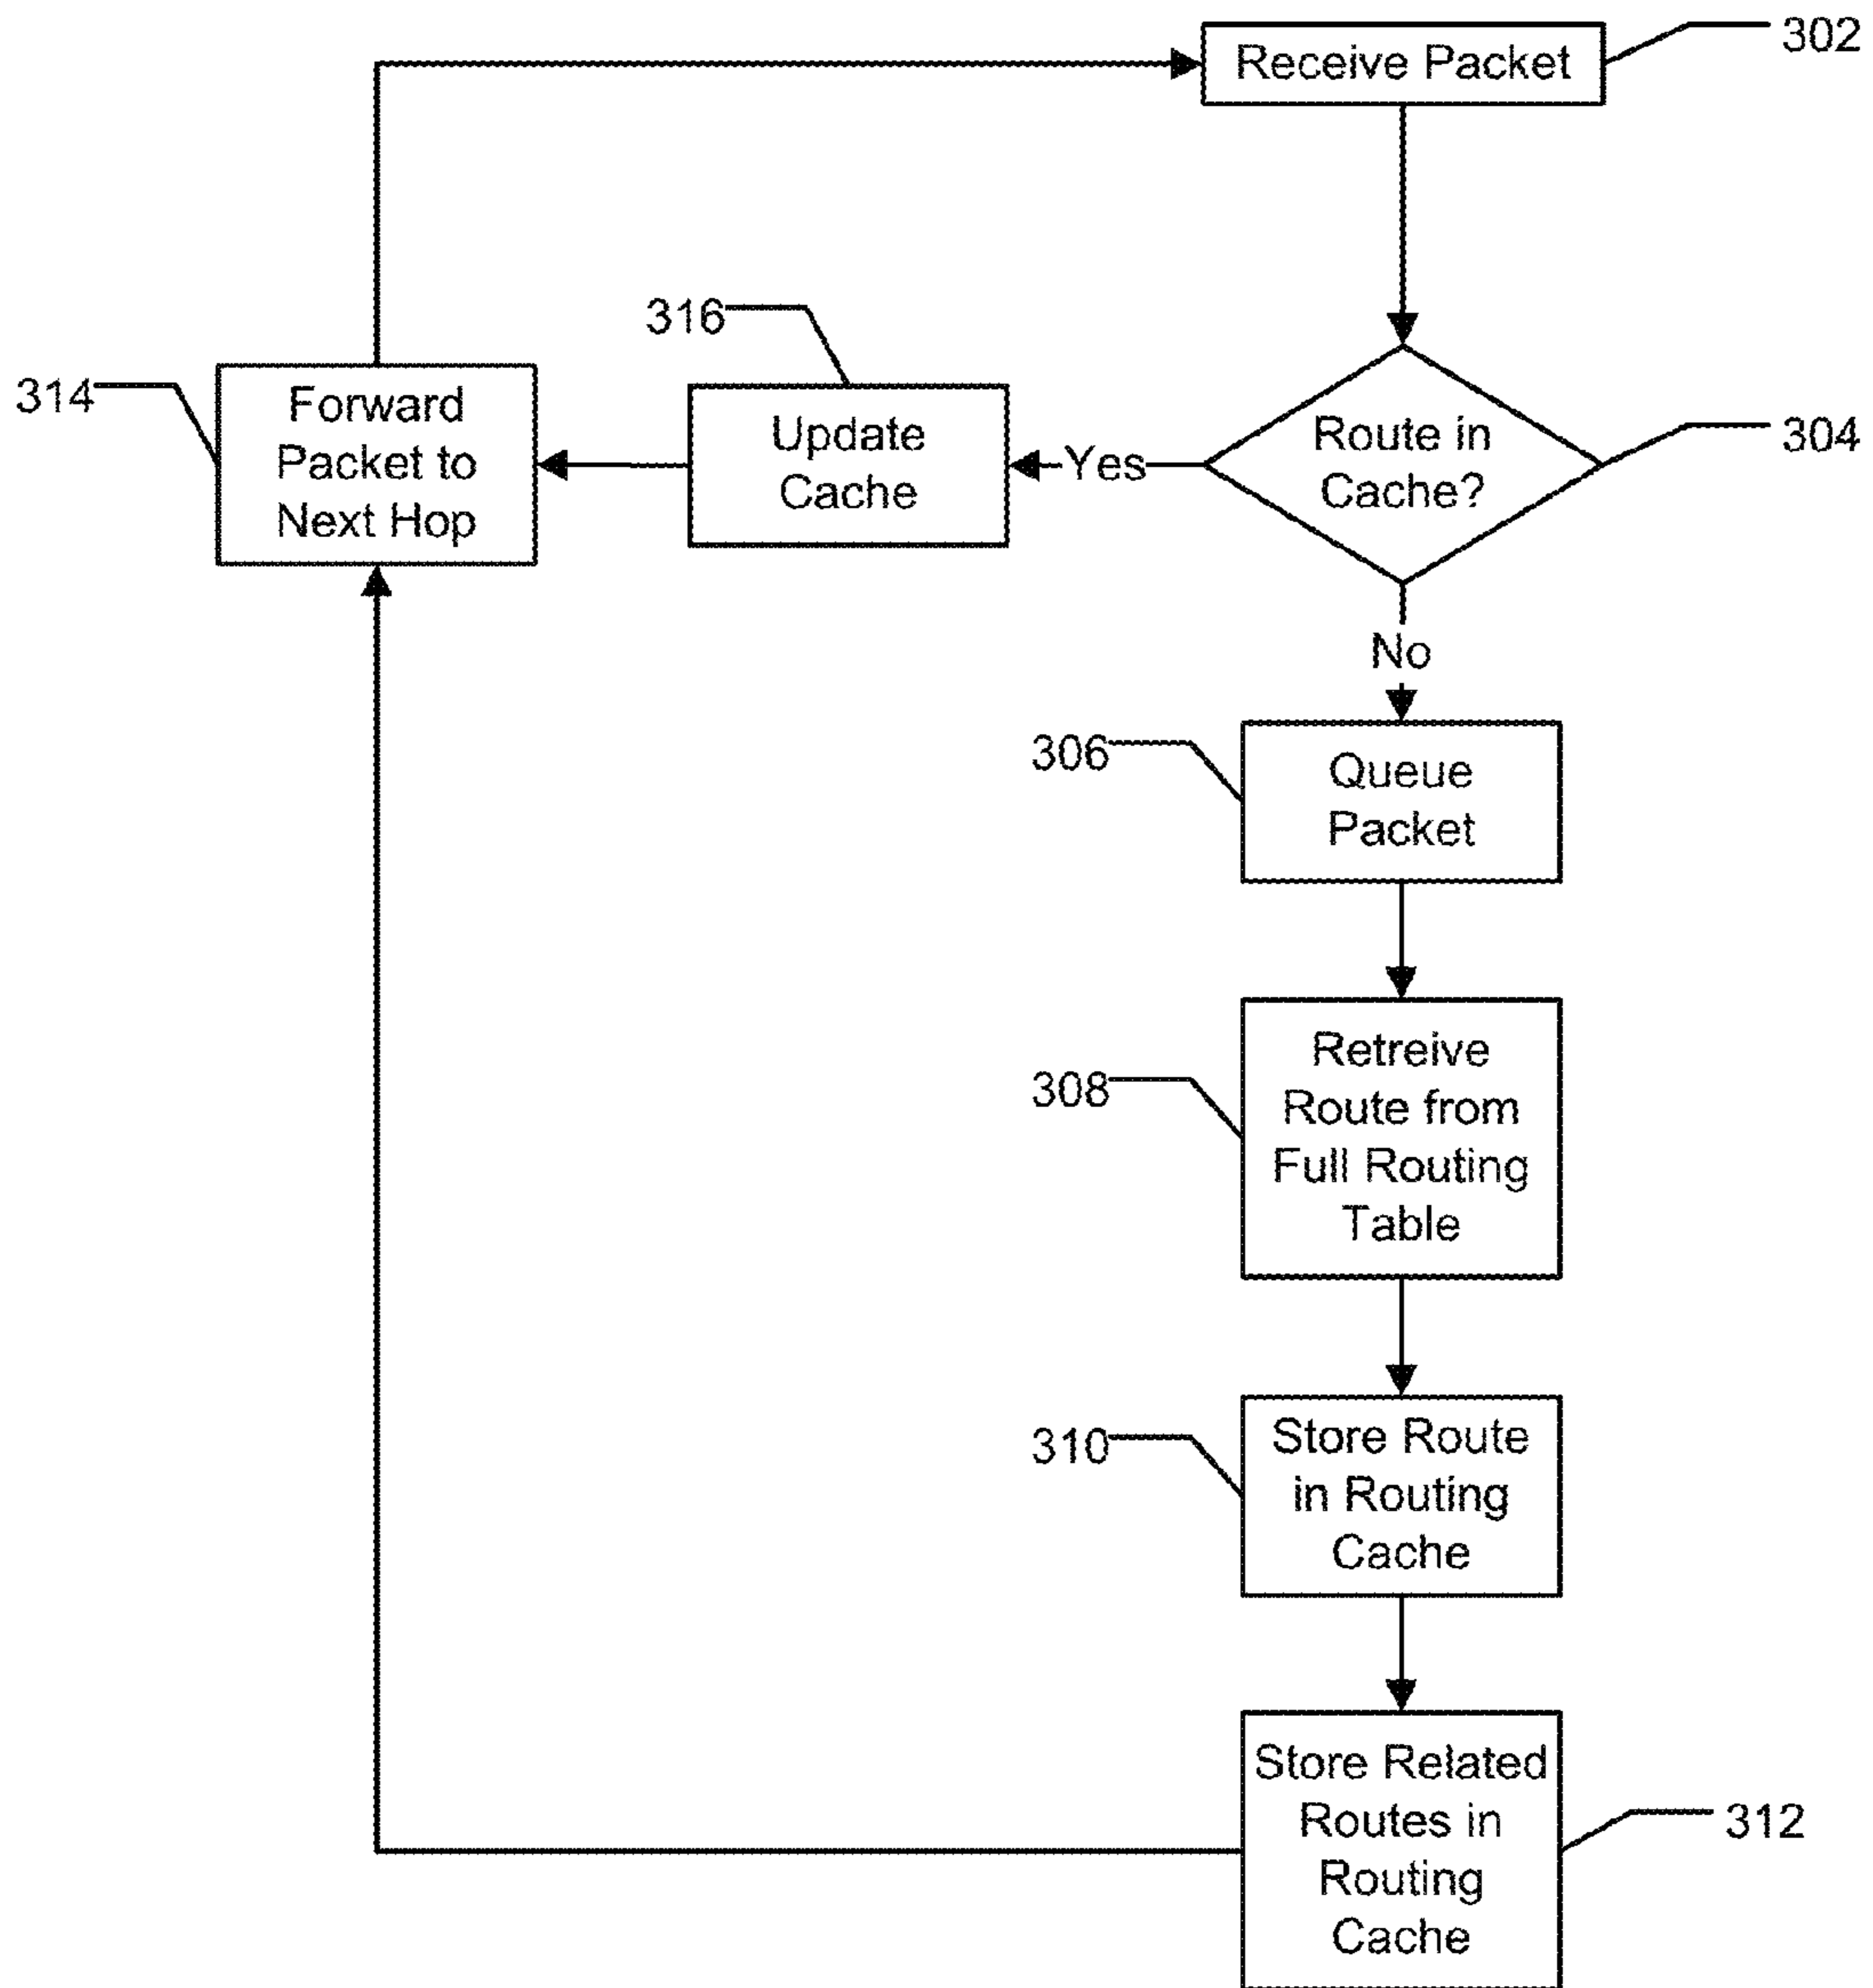 Receive Packet
302
316
314
Forward
Packet to
Next Hop
Update
Cache
Yes
Route in
Cache?
304
No
306
Queue
Packet
308
Retreive
Route from
Full Routing
Table
310
Store Route
in Routing
Cache
Store Related
Routes in
Routing
Cache
312